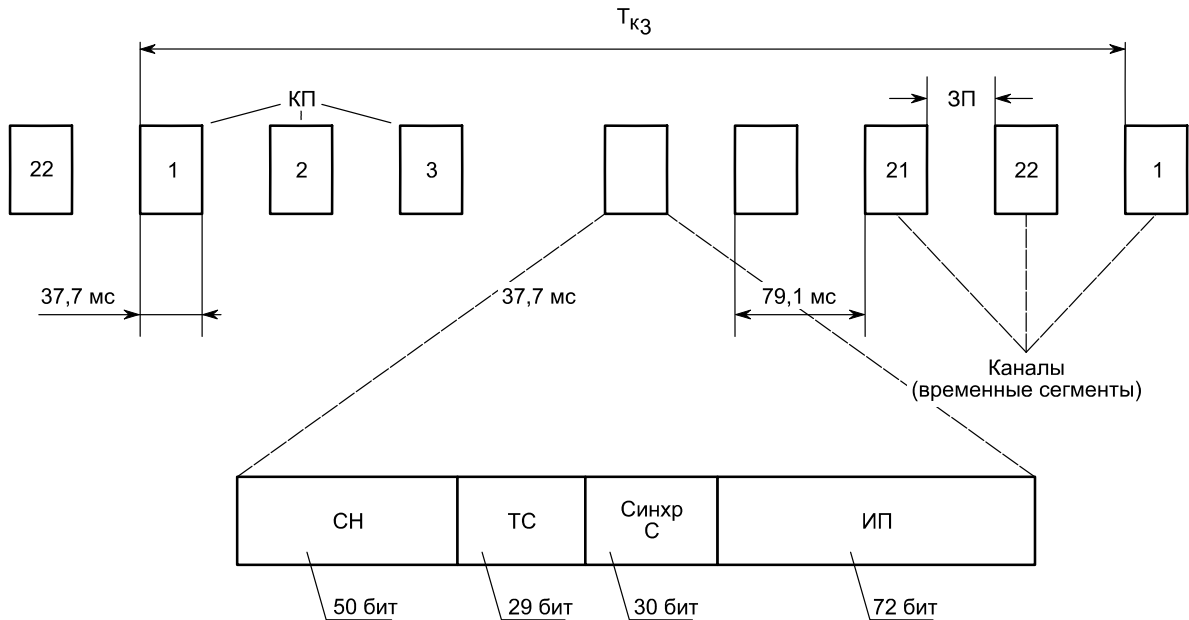 Тк3
КП
ЗП
22
1
2
3
21
22
1
37,7 мс
37,7 мс
79,1 мс
Каналы
(временные сегменты)
СН
ТС
Синхр
С
ИП
50 бит
29 бит
30 бит
72 бит